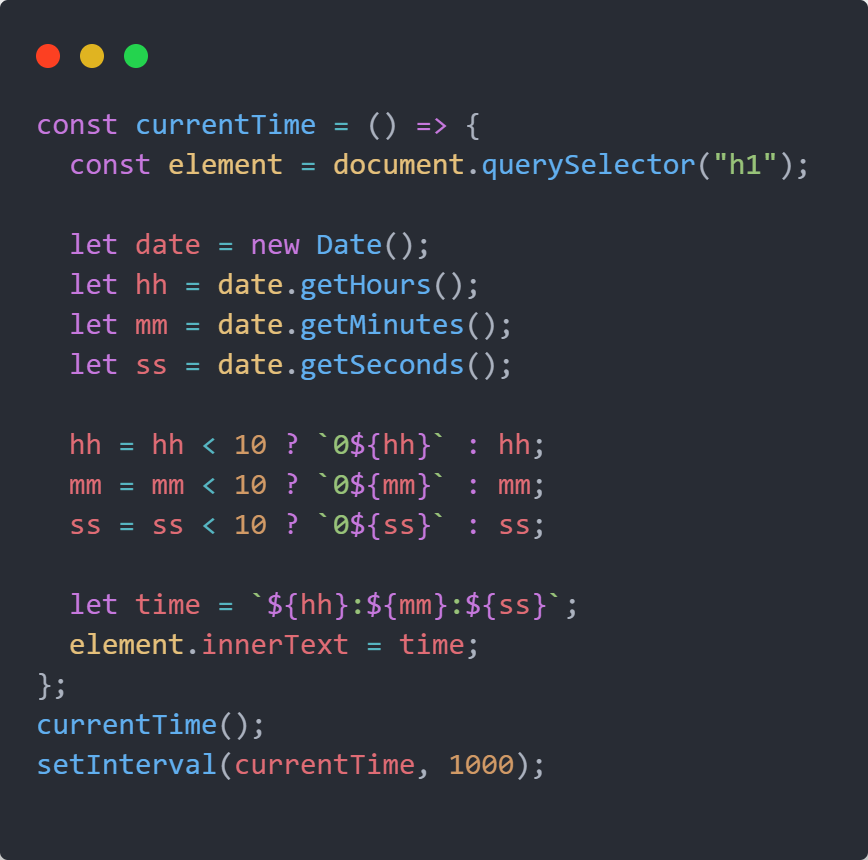 const currentTime = () => {
  const element = document.querySelector("h1");

  let date = new Date();
  let hh = date.getHours();
  let mm = date.getMinutes();
  let ss = date.getSeconds();

  hh = hh < 10 ? `0${hh}` : hh;
  mm = mm < 10 ? `0${mm}` : mm;
  ss = ss < 10 ? `0${ss}` : ss;

  let time = `${hh}:${mm}:${ss}`;
  element.innerText = time;
};
currentTime();
setInterval(currentTime, 1000);